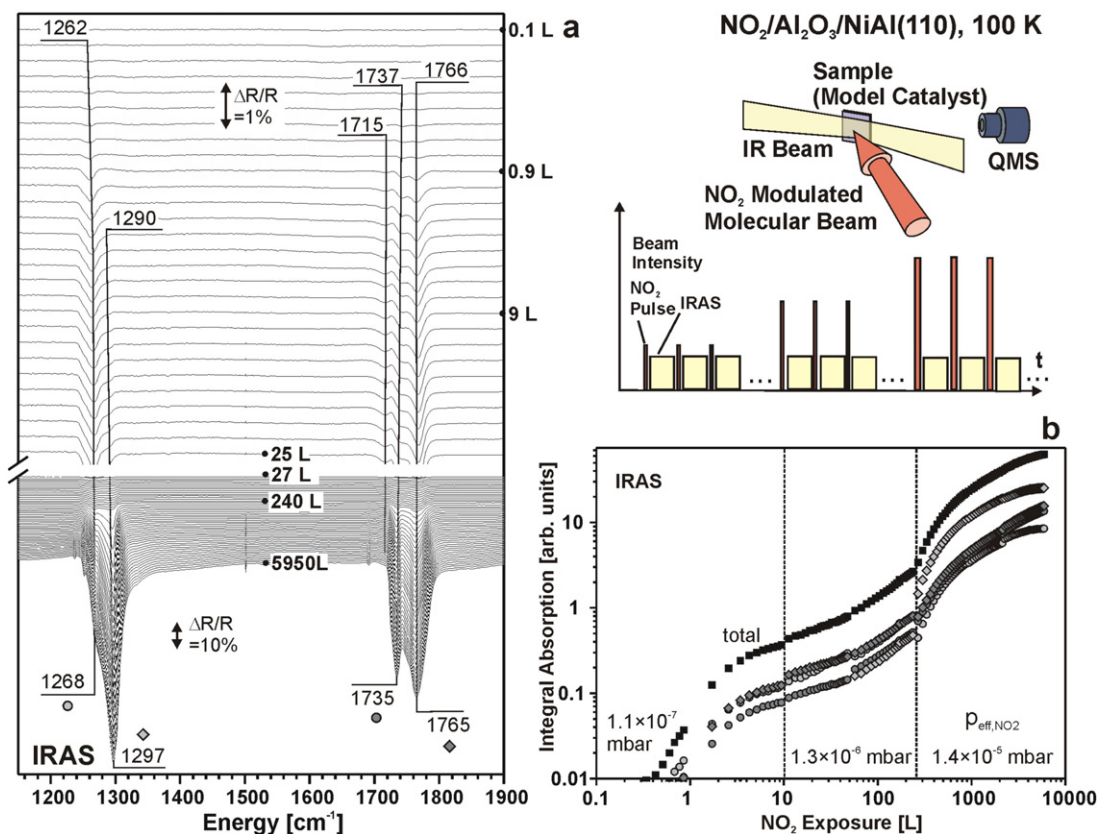 a
1262
0.1 L
1737
1766
ΔR/R
=1%
1715
0.9 L
1290
9 L
25 L
27 L
240 L
5950L
ΔR/R
=10%
1268
1735
1765
1297
IRAS
1200 1300 1400 1500 1600 1700 1800 1900
Energy [cm⁻¹]
NO₂/Al₂O₃/NiAl(110), 100 K
Sample
(Model Catalyst)
IR Beam
QMS
NO₂ Modulated
Molecular Beam
Beam
Intensity
NO₂
Pulse
IRAS
t
... ... ...
b
IRAS
Integral Absorption [arb. units]
10
1
0.1
0.01
total
1.1×10⁻⁷
mbar
1.3×10⁻⁶ mbar
p eff,NO2
1.4×10⁻⁵ mbar
0.1 1 10 100 1000 10000
NO₂ Exposure [L]